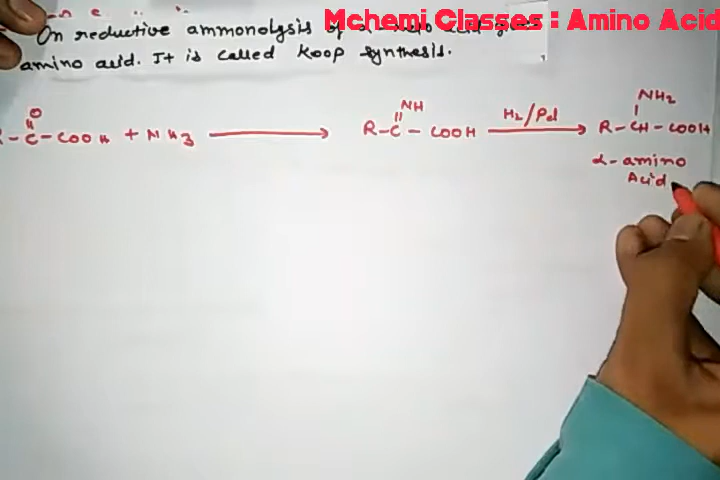 Mchemi Classes : Amino Acid
On reductive ammonolysis of
amino acid. It is called Koop synthesis.
O
R-C-COOH + NH3
NH
R-C-COOH
H2/Pd
NH2
R-CH-COOH
α-amino
Acid